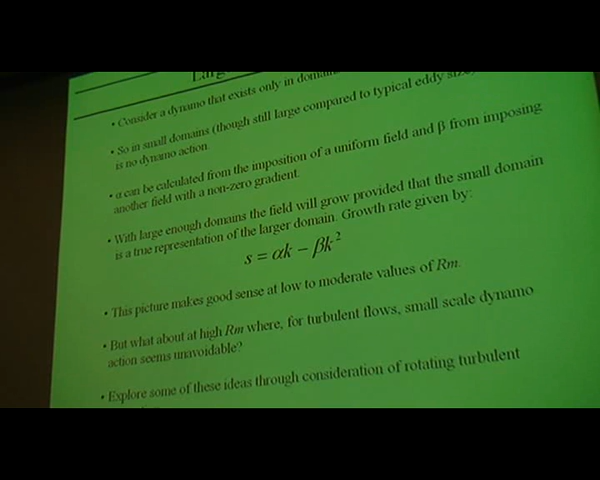 • Consider a dynamo that exists only in
• So in small domains (though still large compared to typical eddy
is no dynamo action.
• α can be calculated from the imposition of a uniform field and β from imposing
another field with a non-zero gradient.
• With large enough domains the field will grow provided that the small domain
is a true representation of the larger domain. Growth rate given by:
s = αk − βk²
• This picture makes good sense at low to moderate values of Rm.
• But what about at high Rm where, for turbulent flows, small scale dynamo
action seems unavoidable?
• Explore some of these ideas through consideration of rotating turbulent